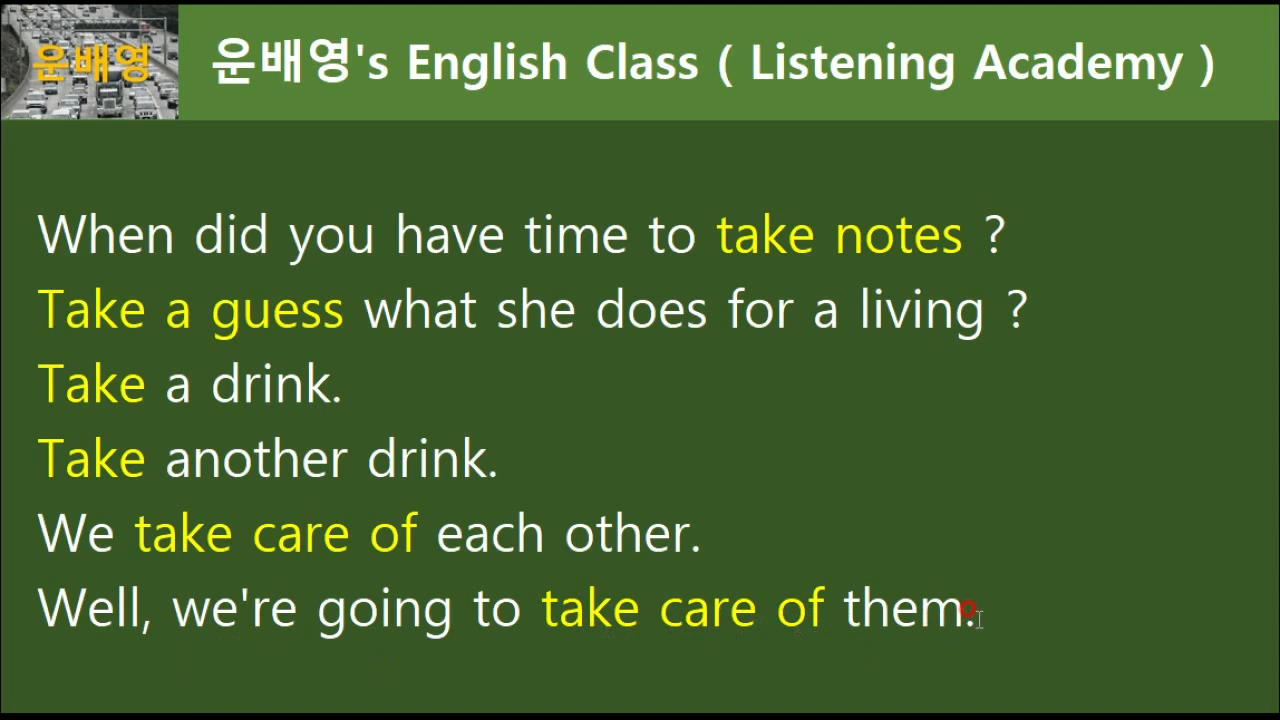 운배영
운배영's English Class ( Listening Academy )
When did you have time to take notes ?
Take a guess what she does for a living ?
Take a drink.
Take another drink.
We take care of each other.
Well, we're going to take care of them.